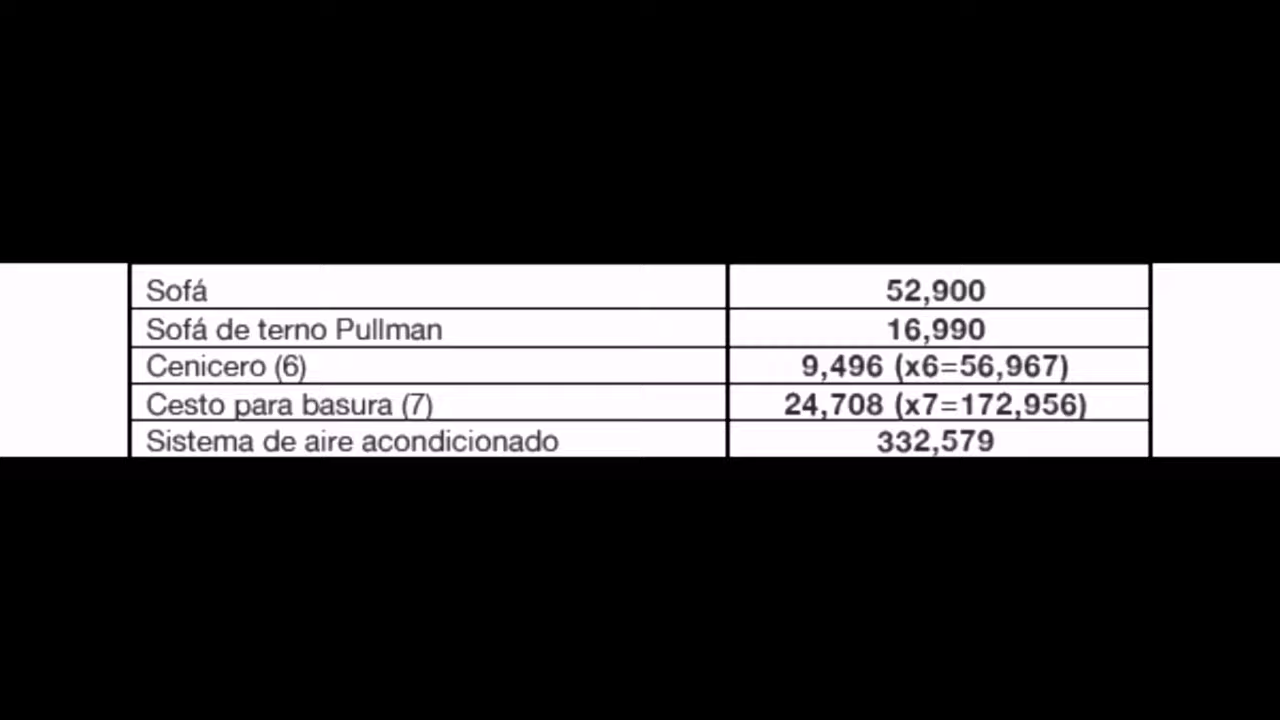 Sofá 52,900
Sofá de terno Pullman 16,990
Cenicero (6) 9,496 (x6=56,967)
Cesto para basura (7) 24,708 (x7=172,956)
Sistema de aire acondicionado 332,579